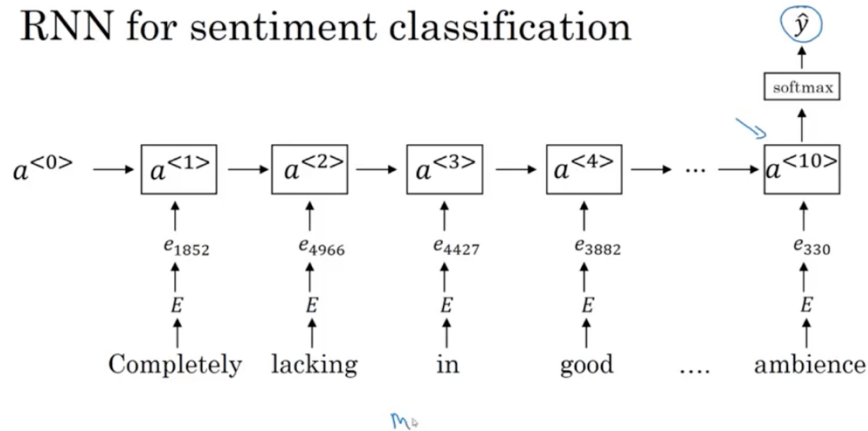 RNN for sentiment classification
ŷ
softmax
a<0> a<1> a<2> a<3> a<4> ... a<10>
e1852 e4966 e4427 e3882 e330
E E E E E
Completely lacking in good .... ambience